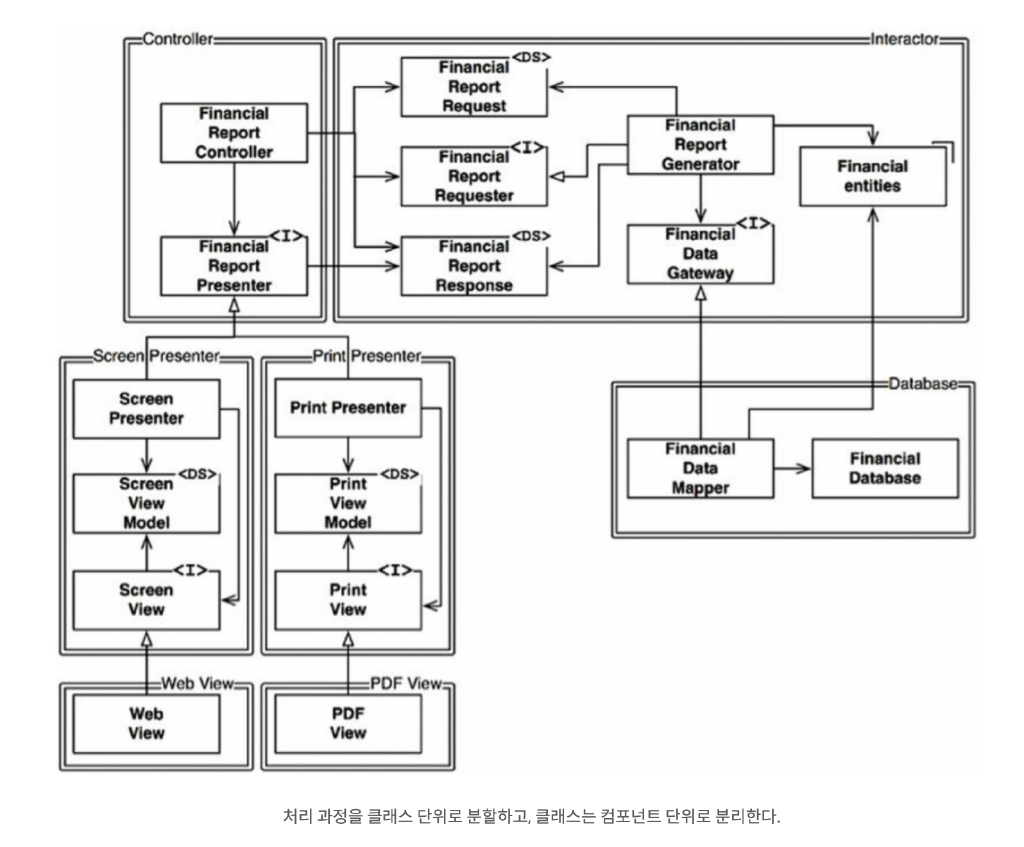 Controller
Interactor
Financial
Report
Controller
<I>
Financial
Report
Presenter
<DS>
Financial
Report
Request
<I>
Financial
Report
Requester
<DS>
Financial
Report
Response
Financial
Report
Generator
<I>
Financial
Data
Gateway
Financial
entities
Screen Presenter
Screen
Presenter
<DS>
Screen
View
Model
<I>
Screen
View
Print Presenter
Print Presenter
<DS>
Print
View
Model
<I>
Print
View
Database
Financial
Data
Mapper
Financial
Database
Web View
Web
View
PDF View
PDF
View
처리 과정을 클래스 단위로 분할하고, 클래스는 컴포넌트 단위로 분리한다.